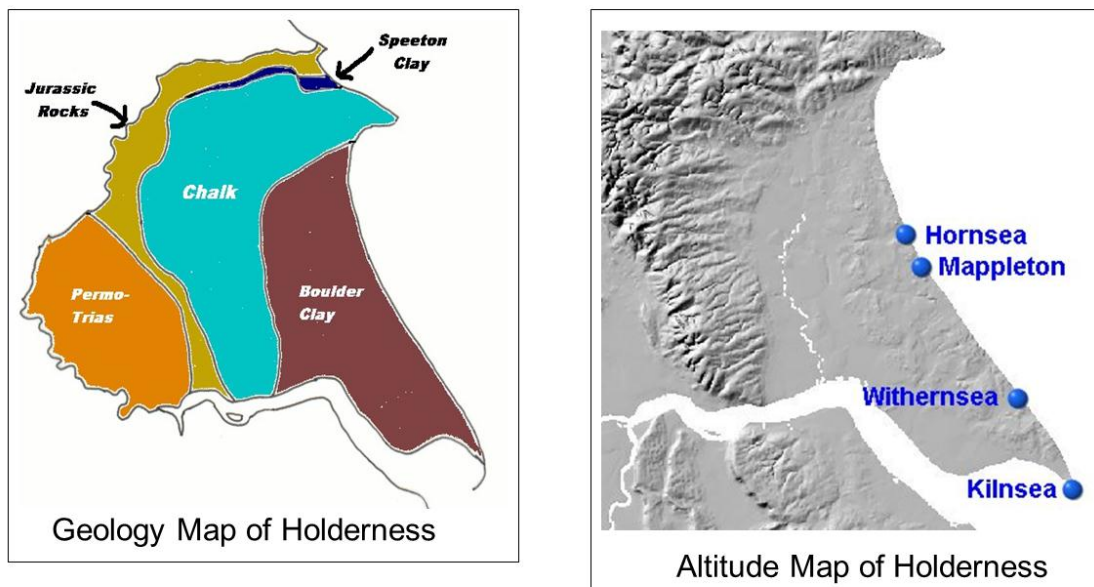 Speeton
Clay
Jurassic
Rocks
Chalk
Permo-
Trias
Boulder
Clay
Geology Map of Holderness
Hornsea
Mappleton
Withernsea
Kilnsea
Altitude Map of Holderness